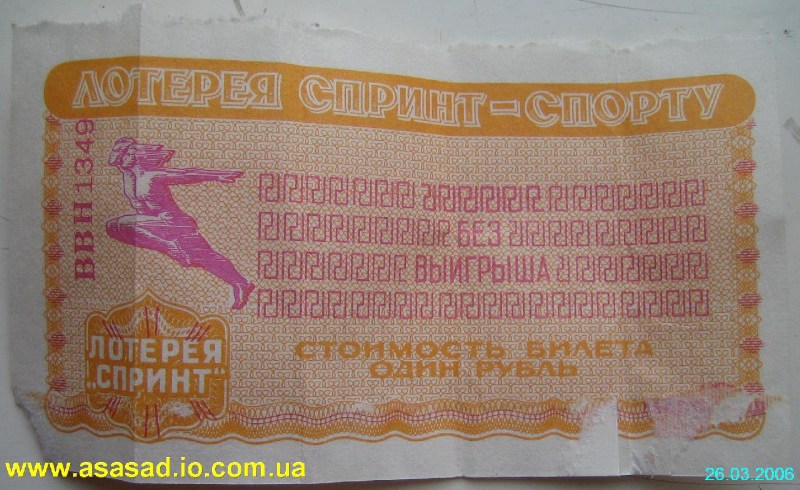 ЛОТЕРЕЯ СПРИНТ-СПОРТУ
ВВН 1349
БЕЗ
ВЫИГРЫША
ЛОТЕРЕЯ
„СПРИНТ“
СТОИМОСТЬ БИЛЕТА
ОДИН РУБЛЬ
www.asasad.io.com.ua
26.03.2006